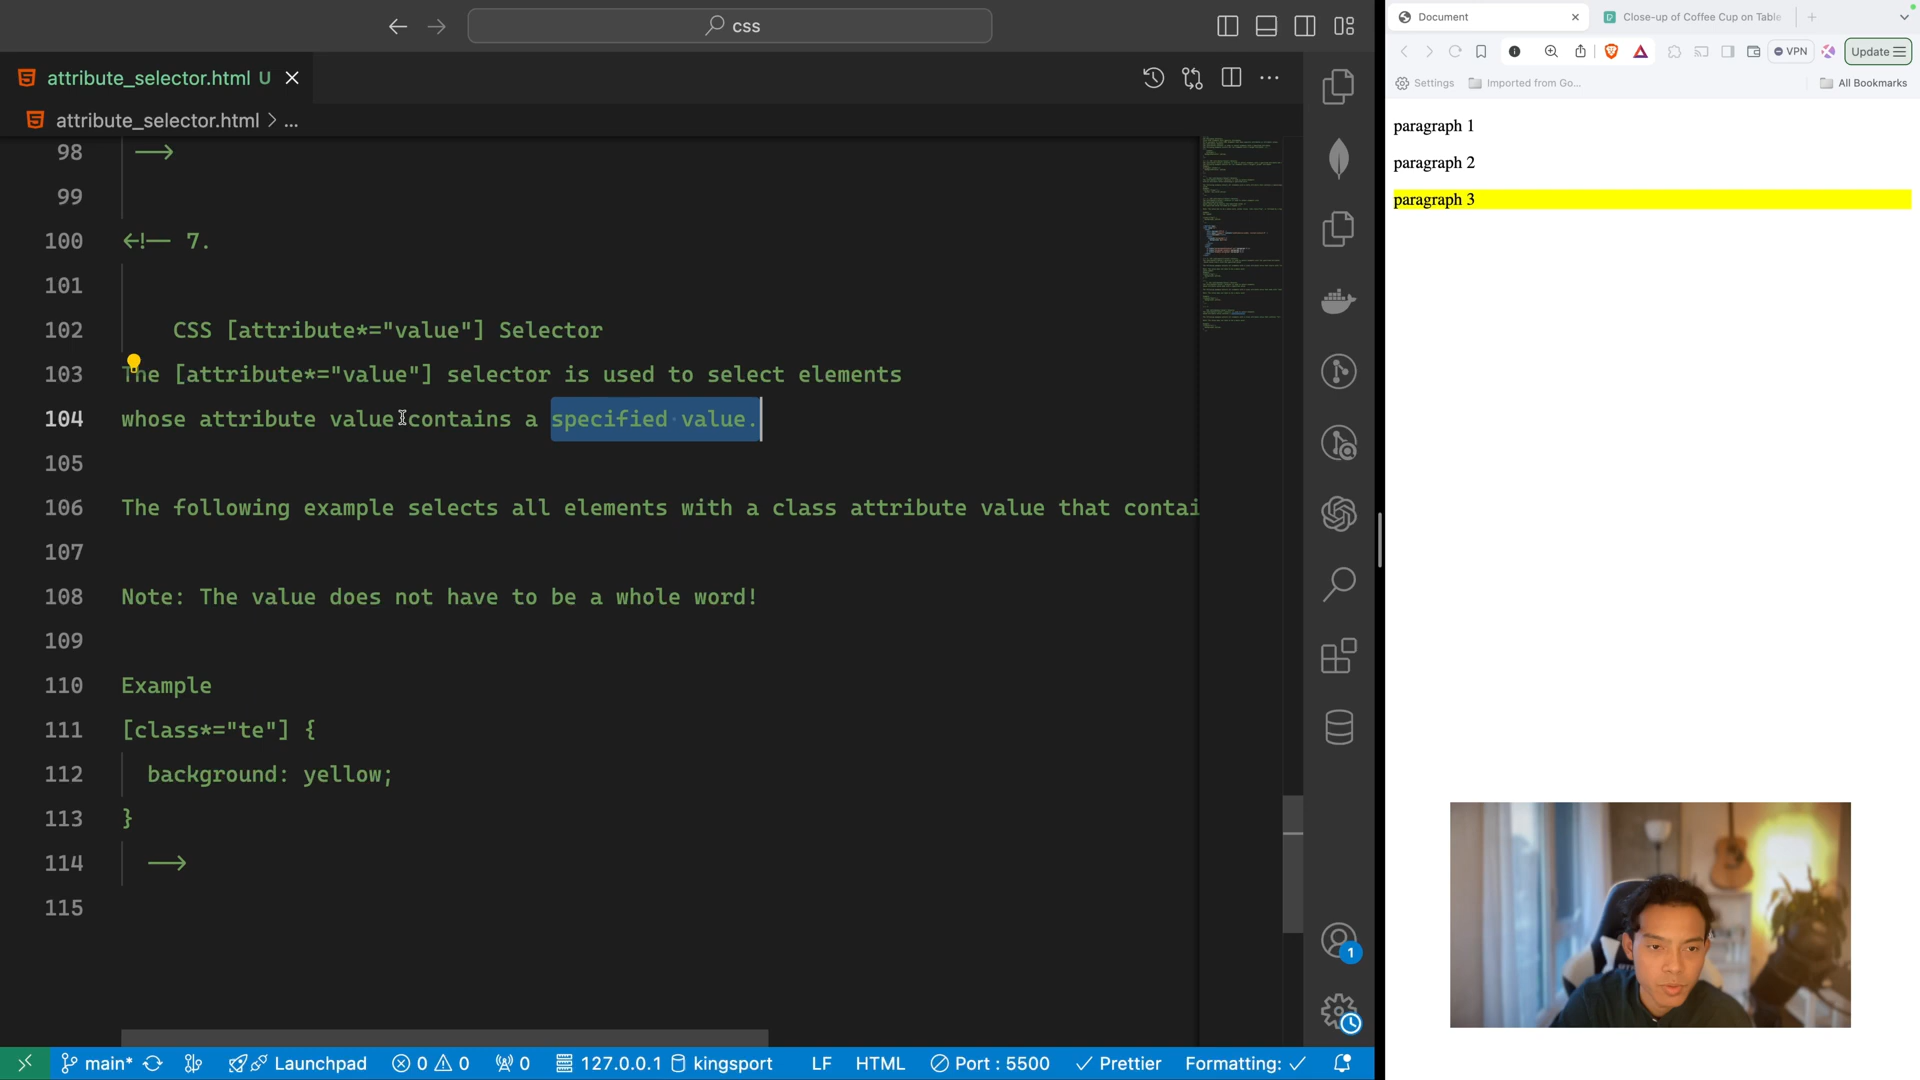 css
attribute_selector.html U
attribute_selector.html > ...
98 -->
99
100 <!-- 7.
101
102 CSS [attribute*="value"] Selector
103 The [attribute*="value"] selector is used to select elements
104 whose attribute value contains a specified value.
105
106 The following example selects all elements with a class attribute value that contai
107
108 Note: The value does not have to be a whole word!
109
110 Example
111 [class*="te"] {
112 background: yellow;
113 }
114 -->
115
1
main*
Launchpad
0 0
0
127.0.0.1
kingsport
LF
HTML
Port : 5500
Prettier
Formatting:
Document
Close-up of Coffee Cup on Table
VPN
Update
Settings
Imported from Go...
All Bookmarks
paragraph 1
paragraph 2
paragraph 3